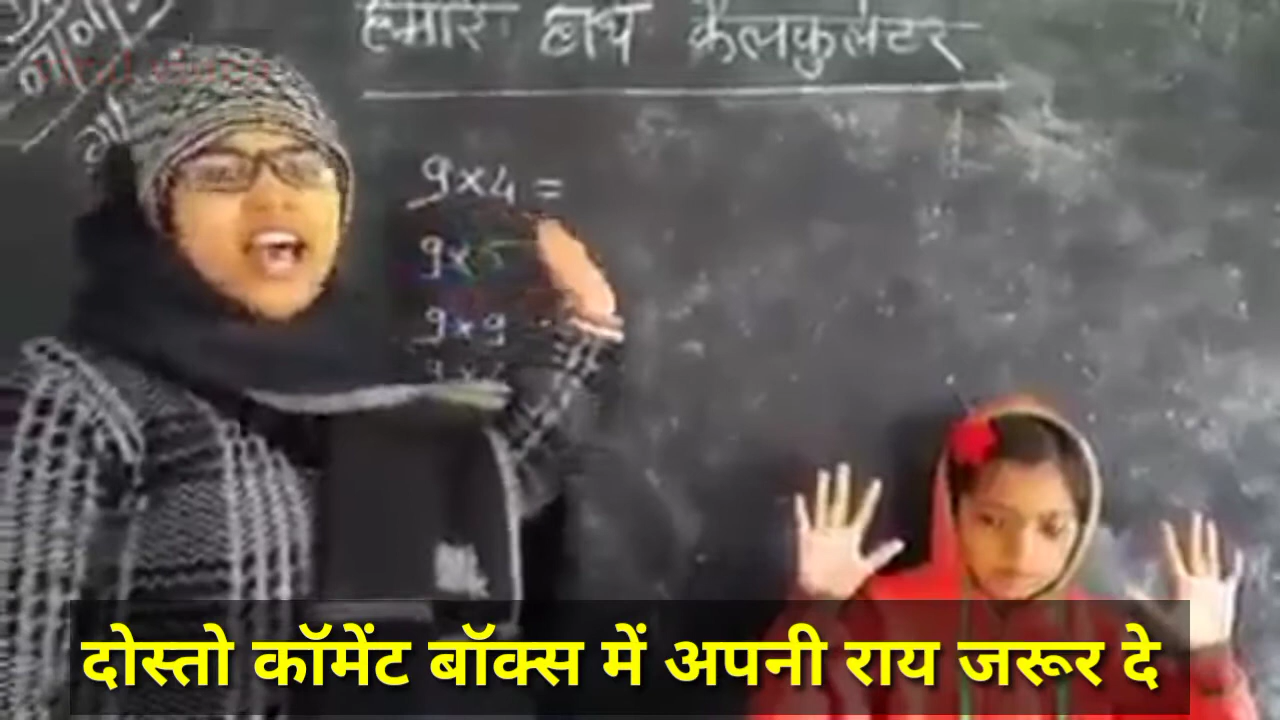 हमारे हाथ कैलकुलेटर
9×4 =
9×5
9×9
दोस्तो कॉमेंट बॉक्स में अपनी राय जरूर दे